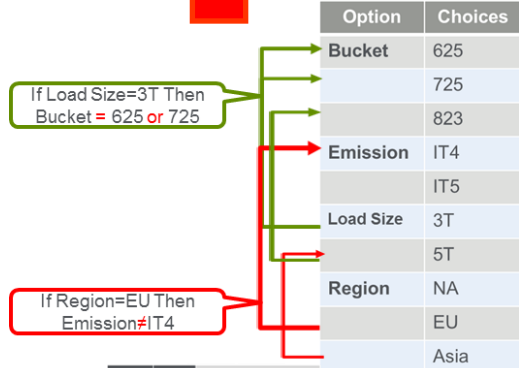 Option Choices
Bucket 625
725
823
Emission IT4
IT5
Load Size 3T
5T
Region NA
EU
Asia
If Load Size=3T Then
Bucket = 625 or 725
If Region=EU Then
Emission≠IT4